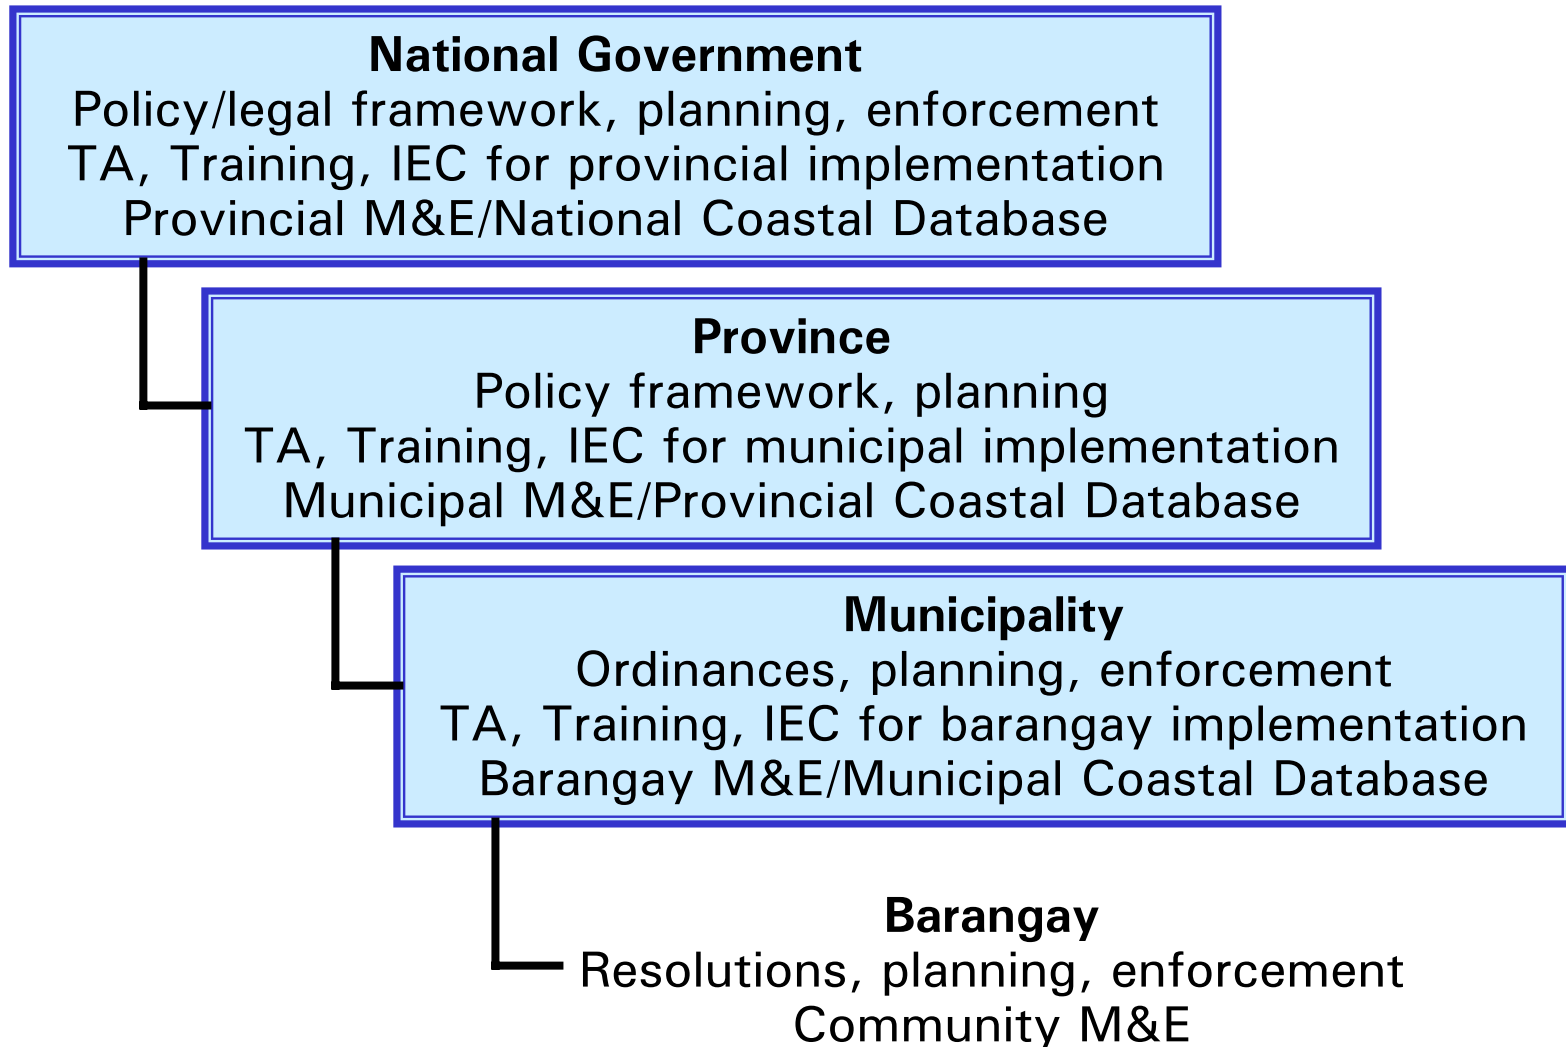 National Government
Policy/legal framework, planning, enforcement
TA, Training, IEC for provincial implementation
Provincial M&E/National Coastal Database
Province
Policy framework, planning
TA, Training, IEC for municipal implementation
Municipal M&E/Provincial Coastal Database
Municipality
Ordinances, planning, enforcement
TA, Training, IEC for barangay implementation
Barangay M&E/Municipal Coastal Database
Barangay
Resolutions, planning, enforcement
Community M&E